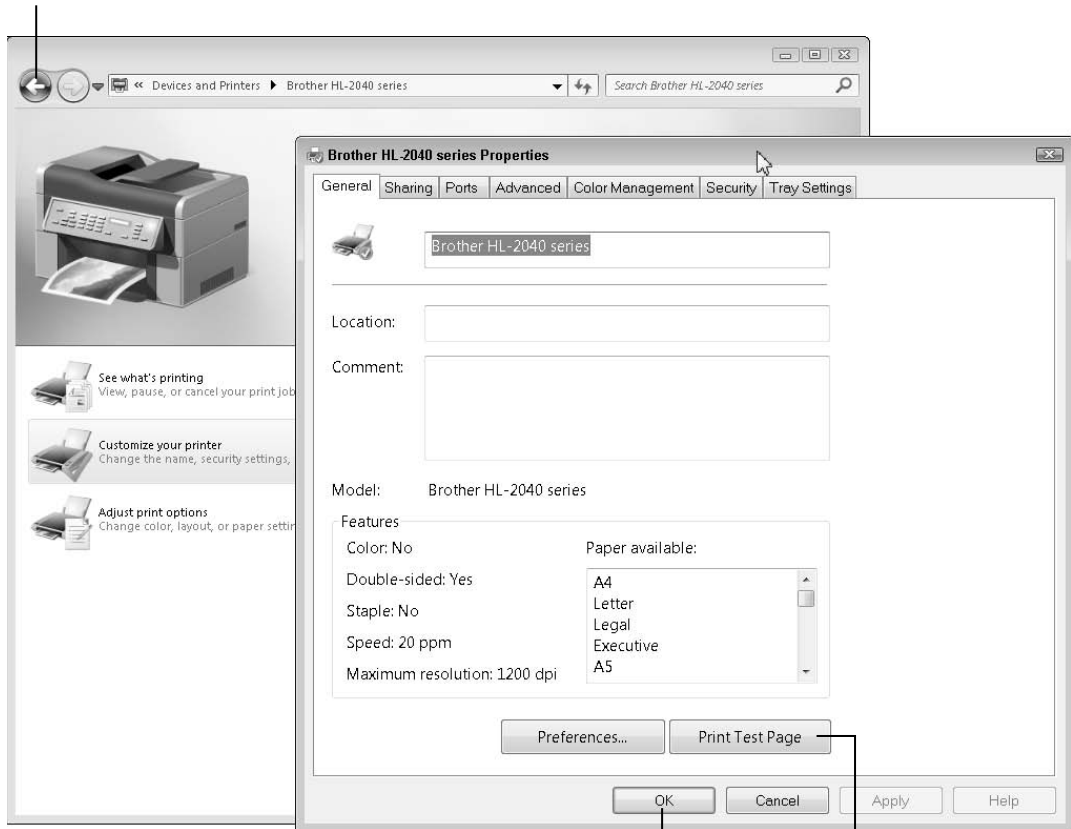 « Devices and Printers ▸ Brother HL-2040 series
Search Brother HL-2040 series
Brother HL-2040 series Properties
General Sharing Ports Advanced Color Management Security Tray Settings
Brother HL-2040 series
Location:
Comment:
See what's printing
View, pause, or cancel your print job
Customize your printer
Change the name, security settings,
Adjust print options
Change color, layout, or paper settin
Model: Brother HL-2040 series
Features
Color: No
Double-sided: Yes
Staple: No
Speed: 20 ppm
Maximum resolution: 1200 dpi
Paper available:
A4
Letter
Legal
Executive
A5
Preferences... Print Test Page
OK Cancel Apply Help